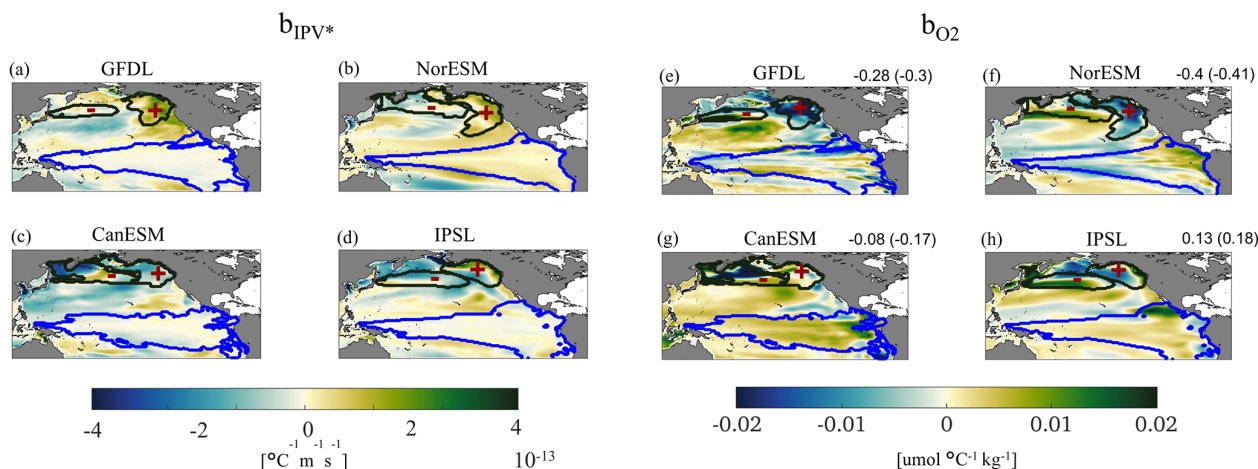 b_IPV*
b_O2
(a) GFDL
(b) NorESM
(e) GFDL -0.28 (-0.3)
(f) NorESM -0.4 (-0.41)
- +
- +
- +
- +
(c) CanESM
(d) IPSL
(g) CanESM -0.08 (-0.17)
(h) IPSL 0.13 (0.18)
- +
- +
- +
- +
-4 -2 0 2 4
[°C⁻¹ m⁻¹ s⁻¹] 10⁻¹³
-0.02 -0.01 0 0.01 0.02
[umol °C⁻¹ kg⁻¹]